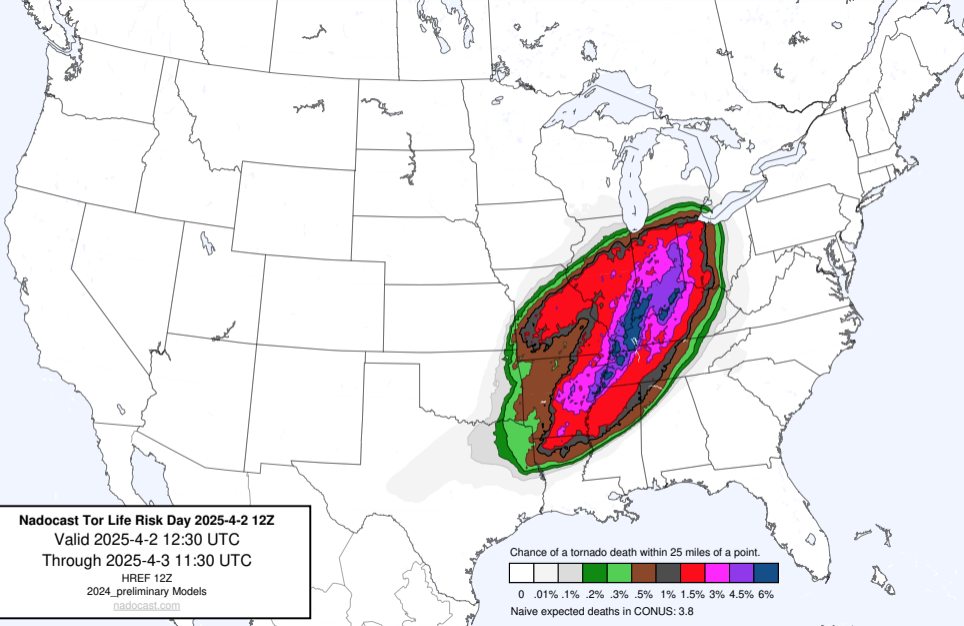 Nadocast Tor Life Risk Day 2025-4-2 12Z
Valid 2025-4-2 12:30 UTC
Through 2025-4-3 11:30 UTC
HREF 12Z
2024_preliminary Models
nadocast.com
Chance of a tornado death within 25 miles of a point.
0 .01% .1% .2% .3% .5% 1% 1.5% 3% 4.5% 6%
Naive expected deaths in CONUS: 3.8